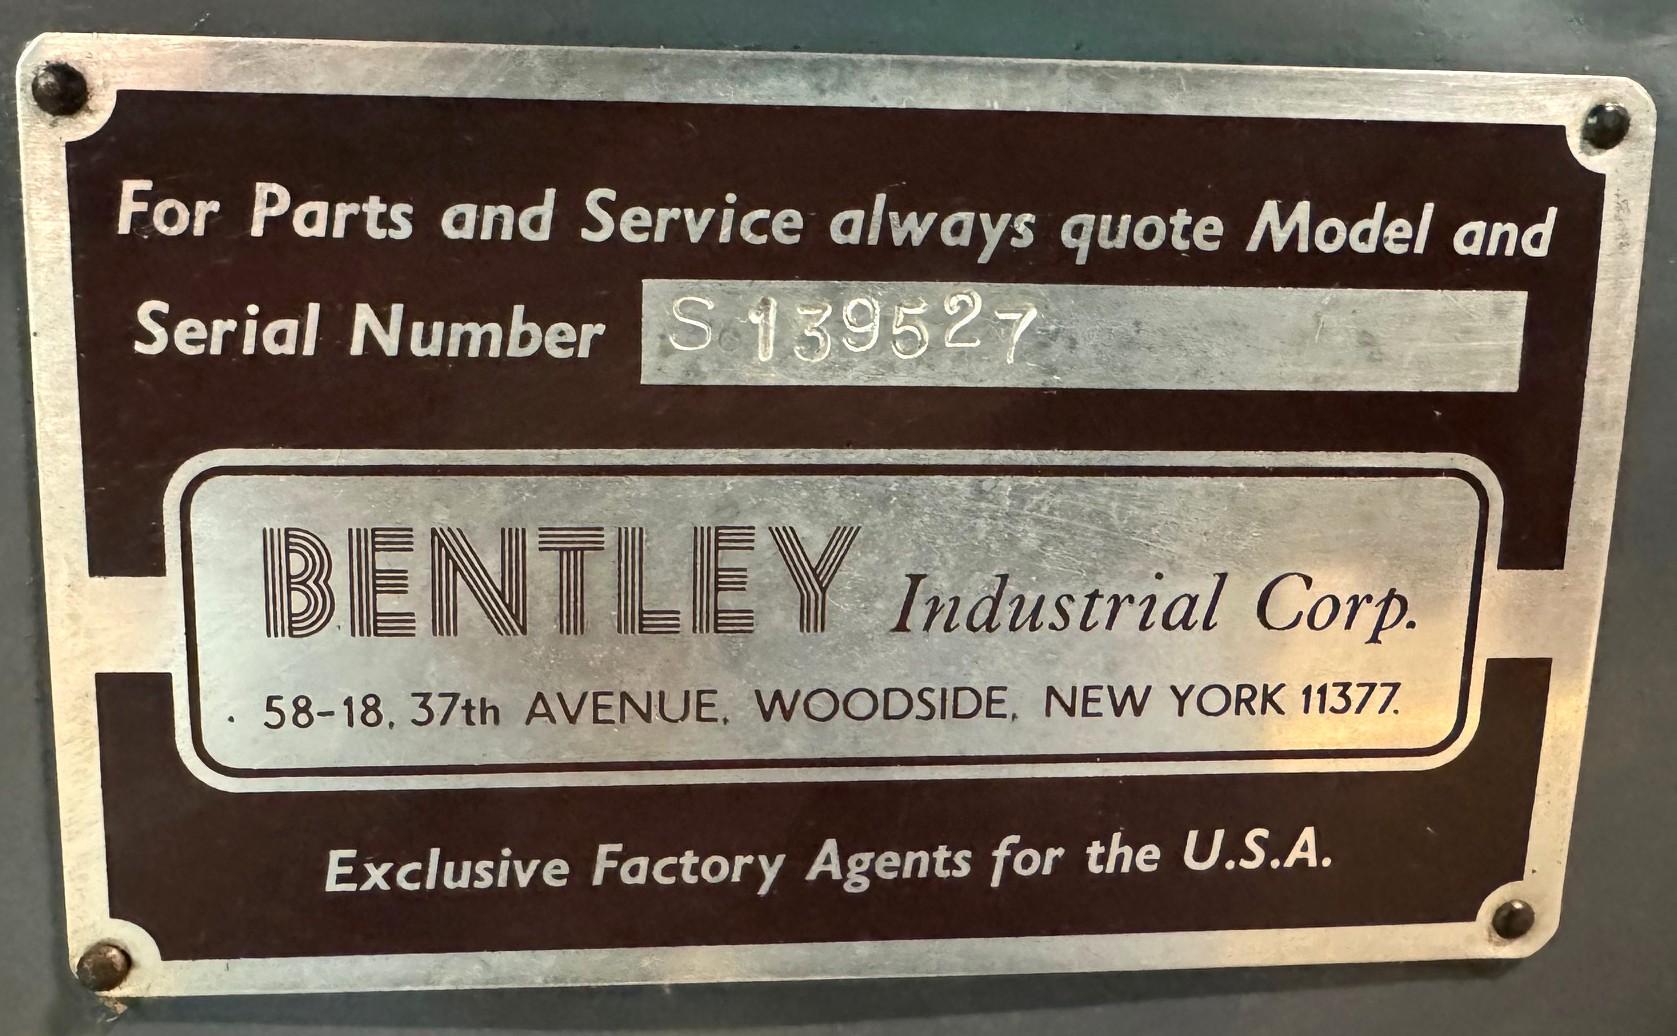 For Parts and Service always quote Model and
Serial Number S 139527
BENTLEY Industrial Corp.
58-18, 37th AVENUE, WOODSIDE, NEW YORK 11377.
Exclusive Factory Agents for the U.S.A.